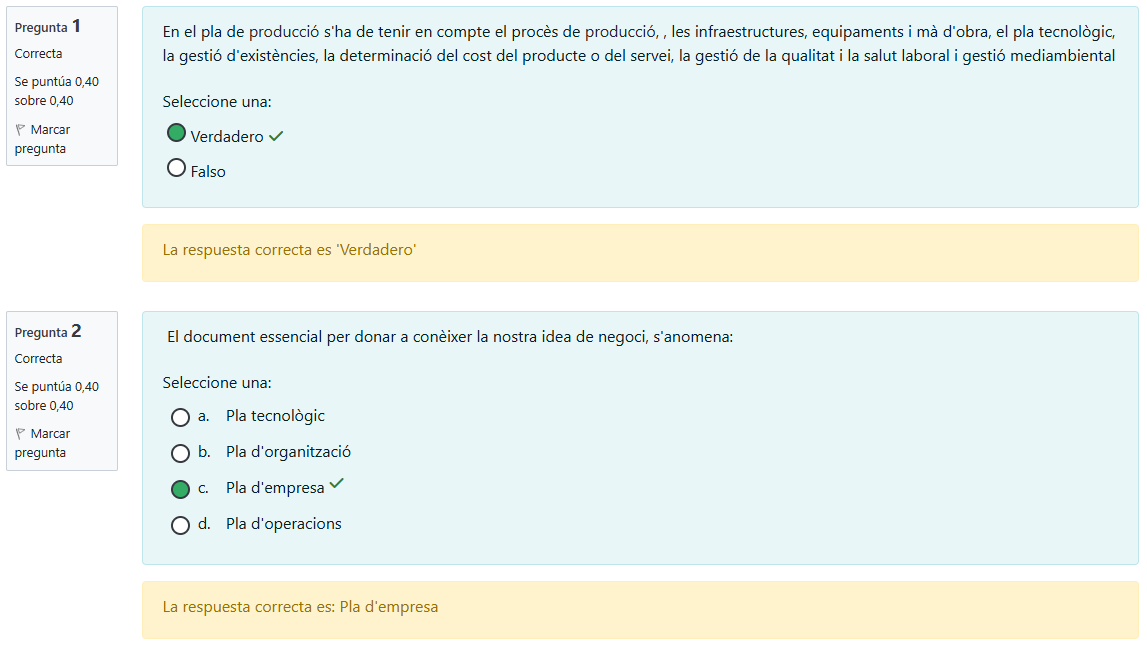 Pregunta 1
Correcta
Se puntúa 0,40
sobre 0,40
Marcar
pregunta
En el pla de producció s'ha de tenir en compte el procès de producció, , les infraestructures, equipaments i mà d'obra, el pla tecnològic,
la gestió d'existències, la determinació del cost del producte o del servei, la gestió de la qualitat i la salut laboral i gestió mediambiental
Seleccione una:
Verdadero
Falso
La respuesta correcta es 'Verdadero'
Pregunta 2
Correcta
Se puntúa 0,40
sobre 0,40
Marcar
pregunta
El document essencial per donar a conèixer la nostra idea de negoci, s'anomena:
Seleccione una:
a. Pla tecnològic
b. Pla d'organització
c. Pla d'empresa
d. Pla d'operacions
La respuesta correcta es: Pla d'empresa